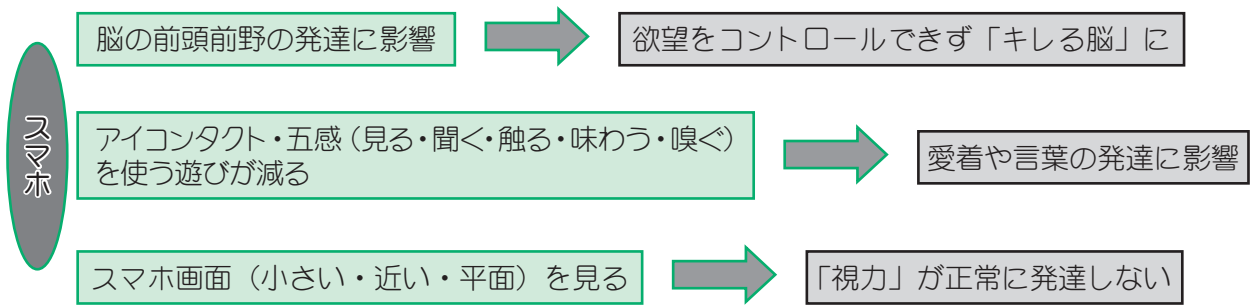 スマホ
脳の前頭前野の発達に影響
欲望をコントロールできず「キレる脳」に
アイコンタクト・五感(見る・聞く・触る・味わう・嗅ぐ)
を使う遊びが減る
愛着や言葉の発達に影響
スマホ画面(小さい・近い・平面)を見る
「視力」が正常に発達しない